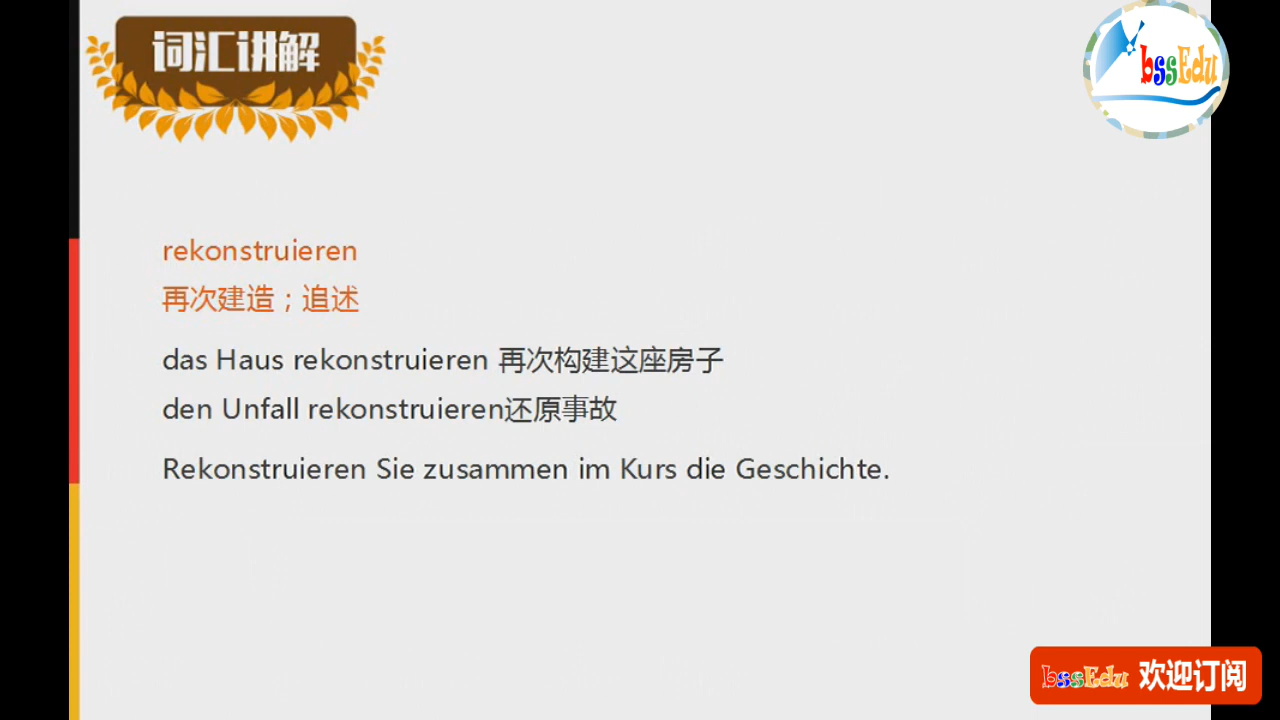 词汇讲解
bssEdu
rekonstruieren
再次建造；追述
das Haus rekonstruieren 再次构建这座房子
den Unfall rekonstruieren还原事故
Rekonstruieren Sie zusammen im Kurs die Geschichte.
bssEdu 欢迎订阅